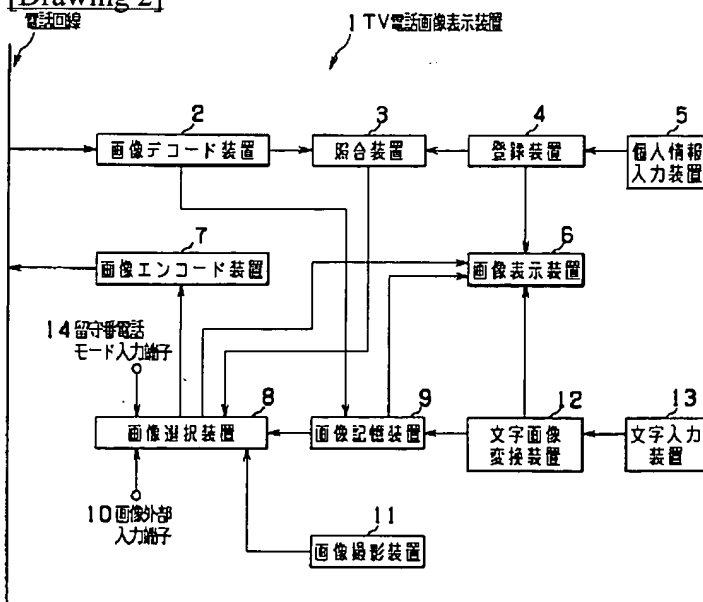 [Drawing 2]
電話回線
1 TV電話画像表示装置
2
画像デコード装置
3
照合装置
4
登録装置
5
個人情報
入力装置
7
画像エンコード装置
6
画像表示装置
14 留守番電話
モード入力端子
8
画像選択装置
9
画像記憶装置
12
文字画像
変換装置
13
文字入力
装置
10 画像外部
入力端子
11
画像撮影装置